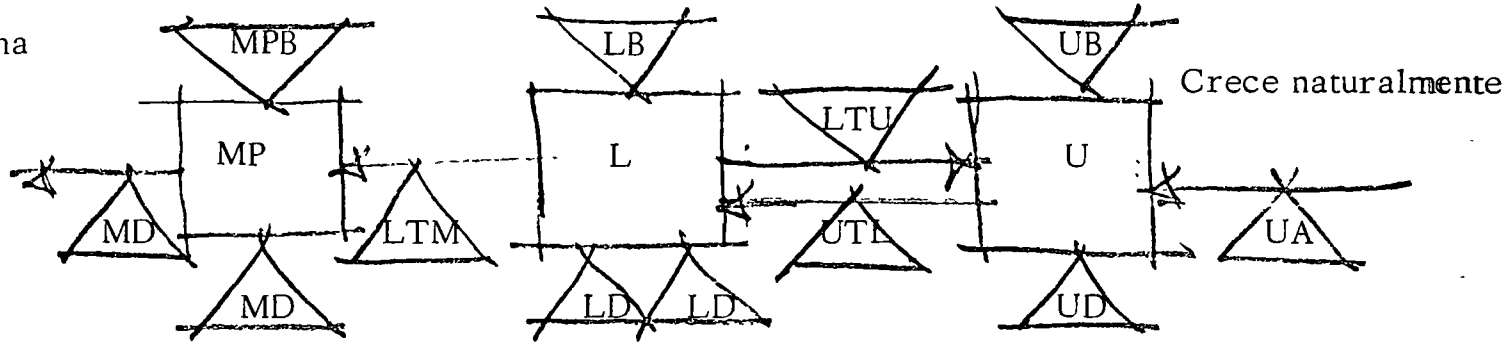 MPB LB UB
na
Crece naturalmente
LTU
MP L U
MD LTM UTL UA
MD LD LD UD